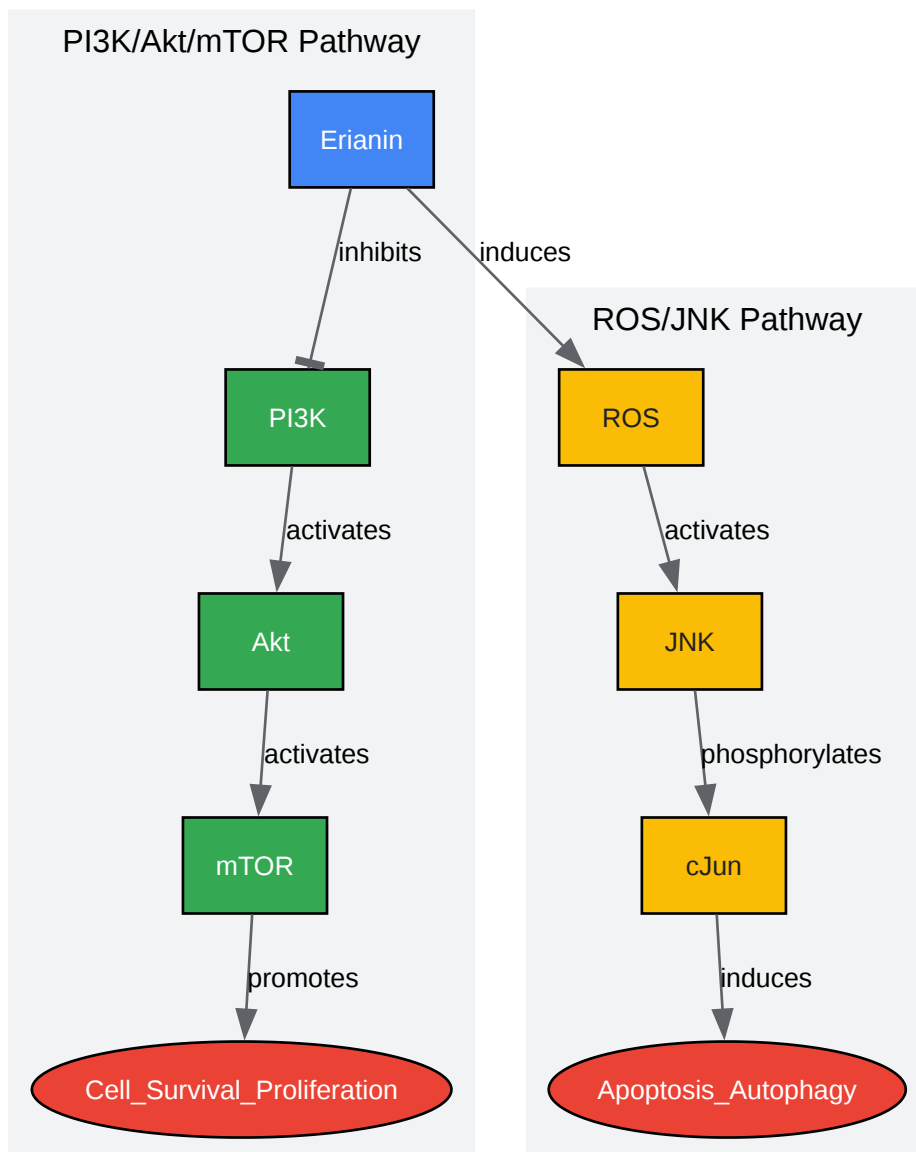 PI3K/Akt/mTOR Pathway
Erianin
inhibits
induces
ROS/JNK Pathway
PI3K
ROS
activates
activates
Akt
JNK
activates
phosphorylates
mTOR
cJun
promotes
induces
Cell_Survival_Proliferation
Apoptosis_Autophagy